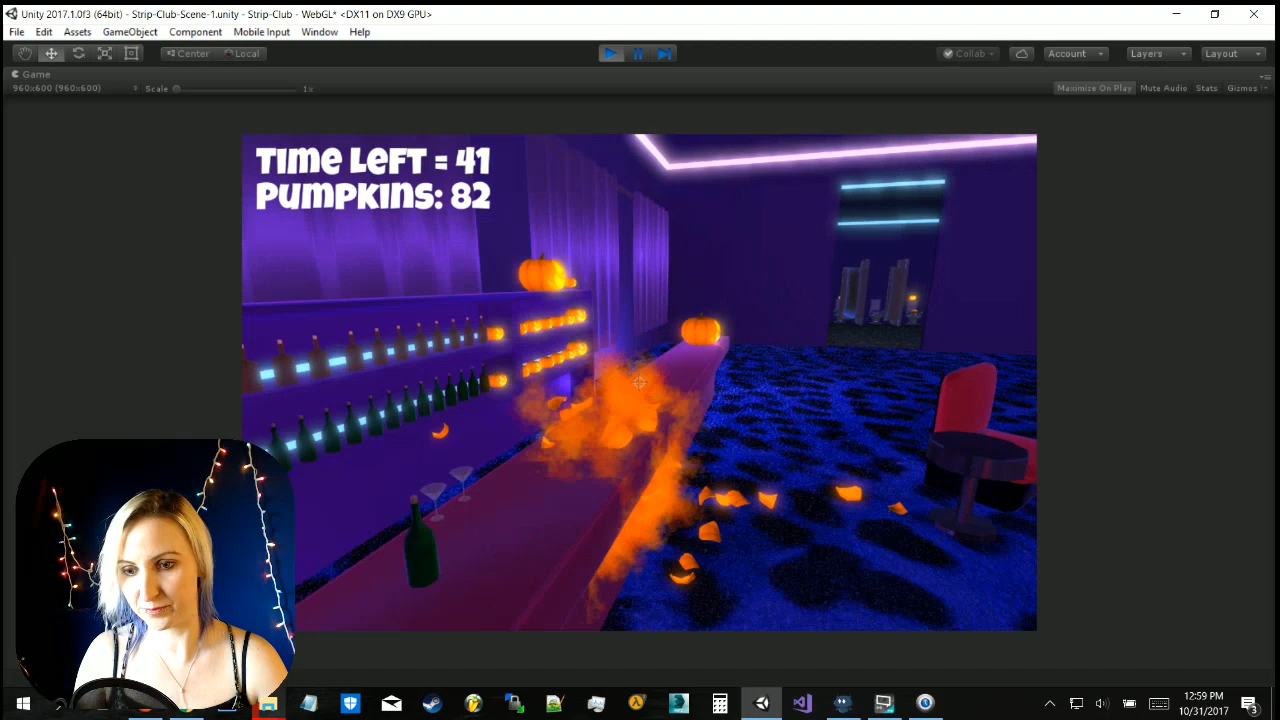 Unity 2017.1.0f3 (64bit) - Strip-Club-Scene-1.unity - Strip-Club - WebGL* <DX11 on DX9 GPU>
File Edit Assets GameObject Component Mobile Input Window Help
Center Local Collab Account Layers Layout
Game
960x600 (960x600) Scale 1x Maximize On Play Mute Audio Stats Gizmos
Time Left = 41
Pumpkins: 82
12:59 PM
10/31/2017
3